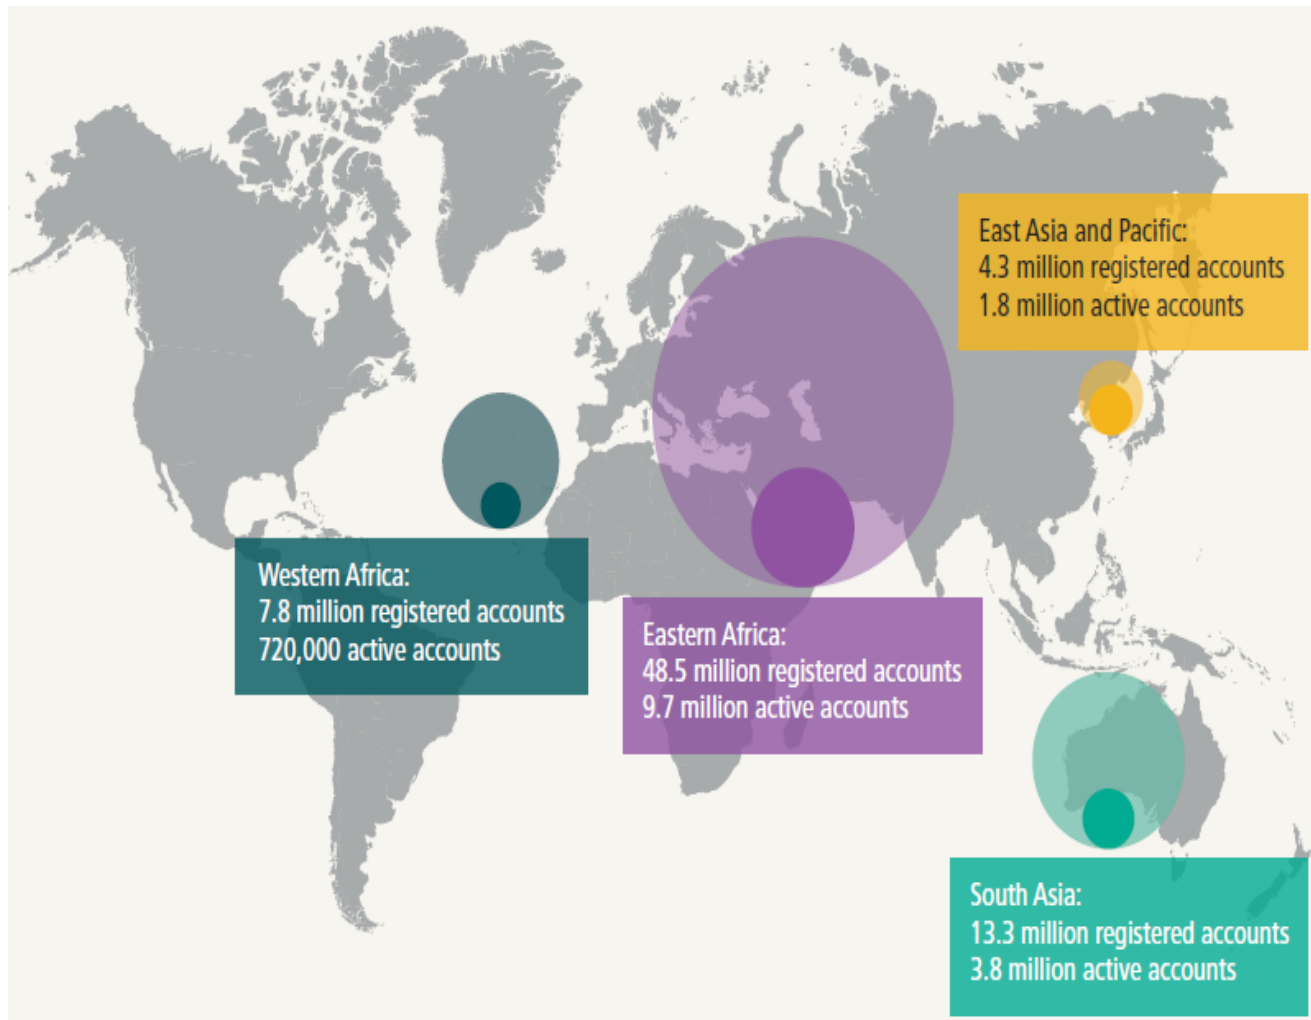 East Asia and Pacific:
4.3 million registered accounts
1.8 million active accounts
Western Africa:
7.8 million registered accounts
720,000 active accounts
Eastern Africa:
48.5 million registered accounts
9.7 million active accounts
South Asia:
13.3 million registered accounts
3.8 million active accounts